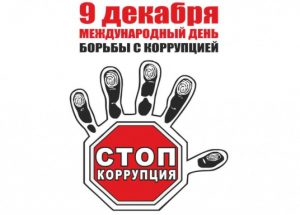 9 декабря
МЕЖДУНАРОДНЫЙ ДЕНЬ
БОРЬБЫ С КОРРУПЦИЕЙ
СТОП
КОРРУПЦИЯ